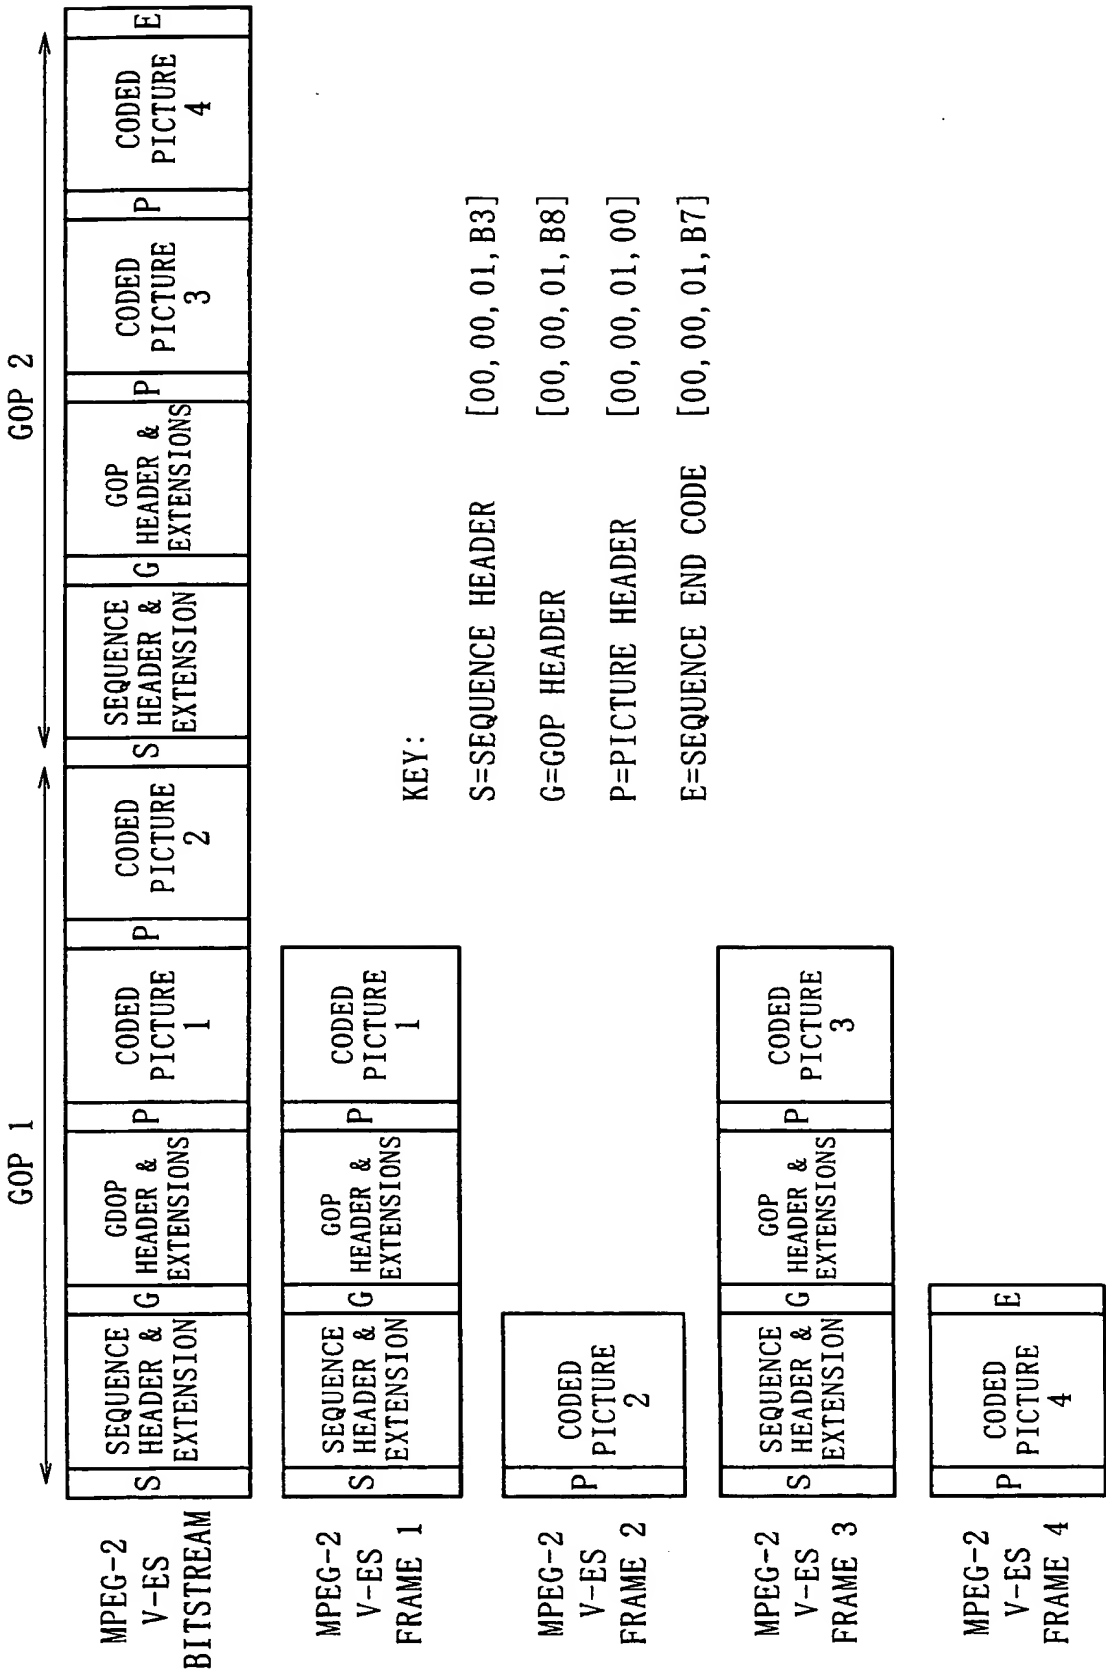 GOP 1
GOP 2
MPEG-2
V-ES
BITSTREAM
S
SEQUENCE
HEADER &
EXTENSION
G
GDOP
HEADER &
EXTENSIONS
P
CODED
PICTURE
1
P
CODED
PICTURE
2
S
SEQUENCE
HEADER &
EXTENSION
G
GOP
HEADER &
EXTENSIONS
P
CODED
PICTURE
3
P
CODED
PICTURE
4
E
MPEG-2
V-ES
FRAME 1
S
SEQUENCE
HEADER &
EXTENSION
G
GOP
HEADER &
EXTENSIONS
P
CODED
PICTURE
1
MPEG-2
V-ES
FRAME 2
P
CODED
PICTURE
2
MPEG-2
V-ES
FRAME 3
S
SEQUENCE
HEADER &
EXTENSION
G
GOP
HEADER &
EXTENSIONS
P
CODED
PICTURE
3
MPEG-2
V-ES
FRAME 4
P
CODED
PICTURE
4
E
KEY:
S=SEQUENCE HEADER [00,00,01,B3]
G=GOP HEADER [00,00,01,B8]
P=PICTURE HEADER [00,00,01,00]
E=SEQUENCE END CODE [00,00,01,B7]